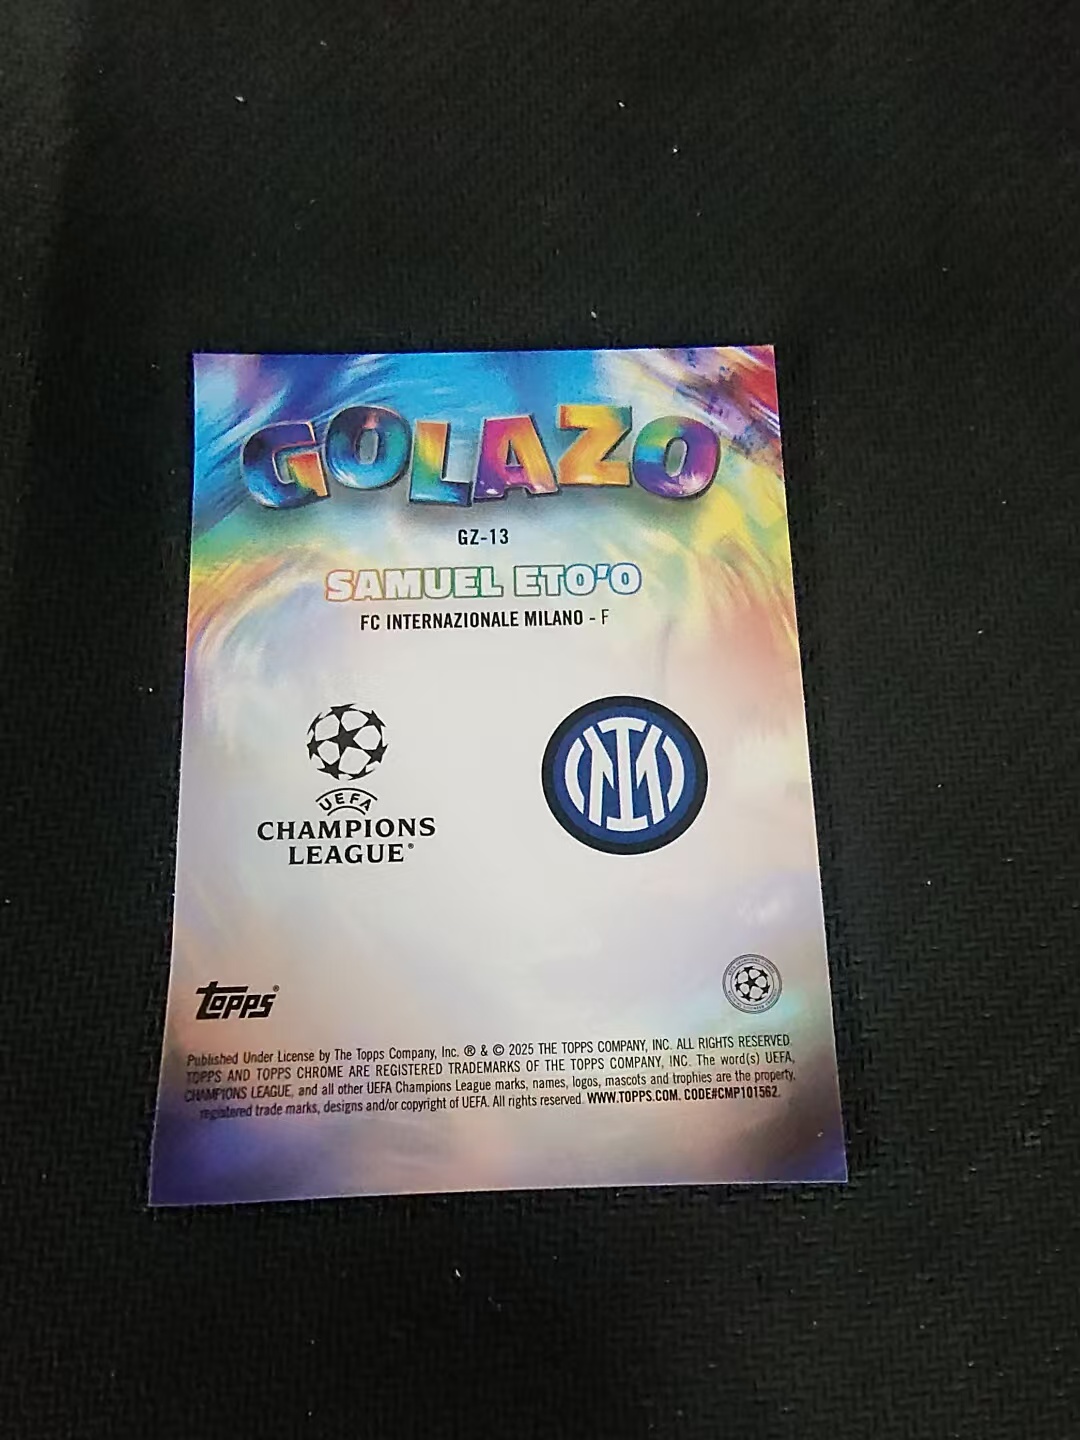 GOLAZO
GZ-13
SAMUEL ETO'O
FC INTERNAZIONALE MILANO - F
UEFA
CHAMPIONS
LEAGUE®
IM
Topps®
Published Under License by The Topps Company, Inc. ® & © 2025 THE TOPPS COMPANY, INC. ALL RIGHTS RESERVED.
TOPPS AND TOPPS CHROME ARE REGISTERED TRADEMARKS OF THE TOPPS COMPANY, INC. The word(s) UEFA,
CHAMPIONS LEAGUE, and all other UEFA Champions League marks, names, logos, mascots and trophies are the property,
registered trade marks, designs and/or copyright of UEFA. All rights reserved. WWW.TOPPS.COM. CODE#CMP101562.